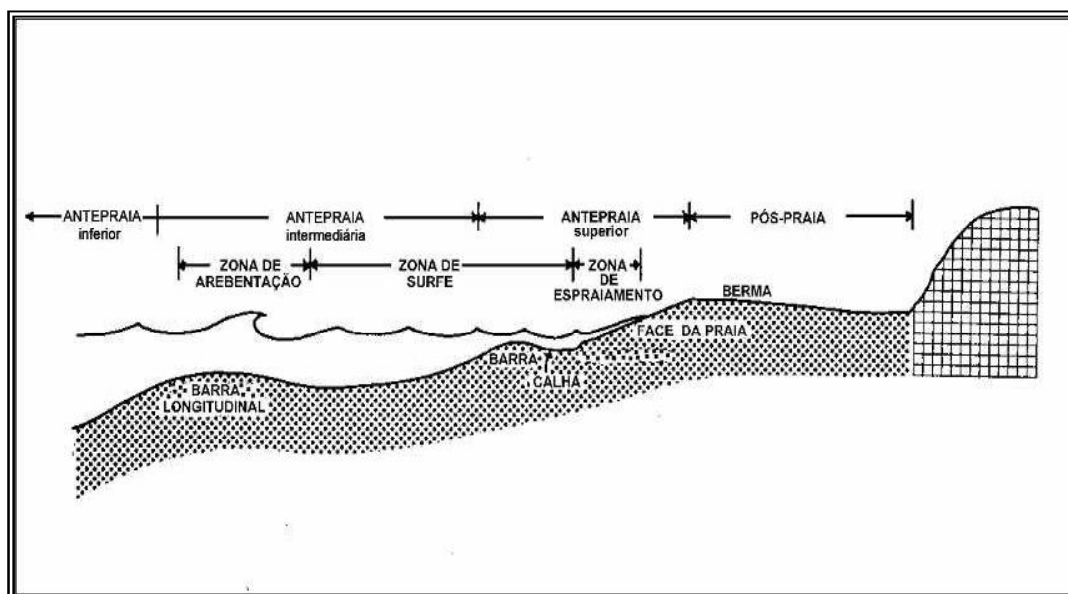 ANTEPRAIA
inferior
ANTEPRAIA
intermediária
ANTEPRAIA
superior
PÓS-PRAIA
ZONA DE
AREBENTAÇÃO
ZONA DE
SURFE
ZONA
DE
ESPRAIAMENTO
BERMA
FACE DA PRAIA
BARRA
CALHA
BARRA
LONGITUDINAL